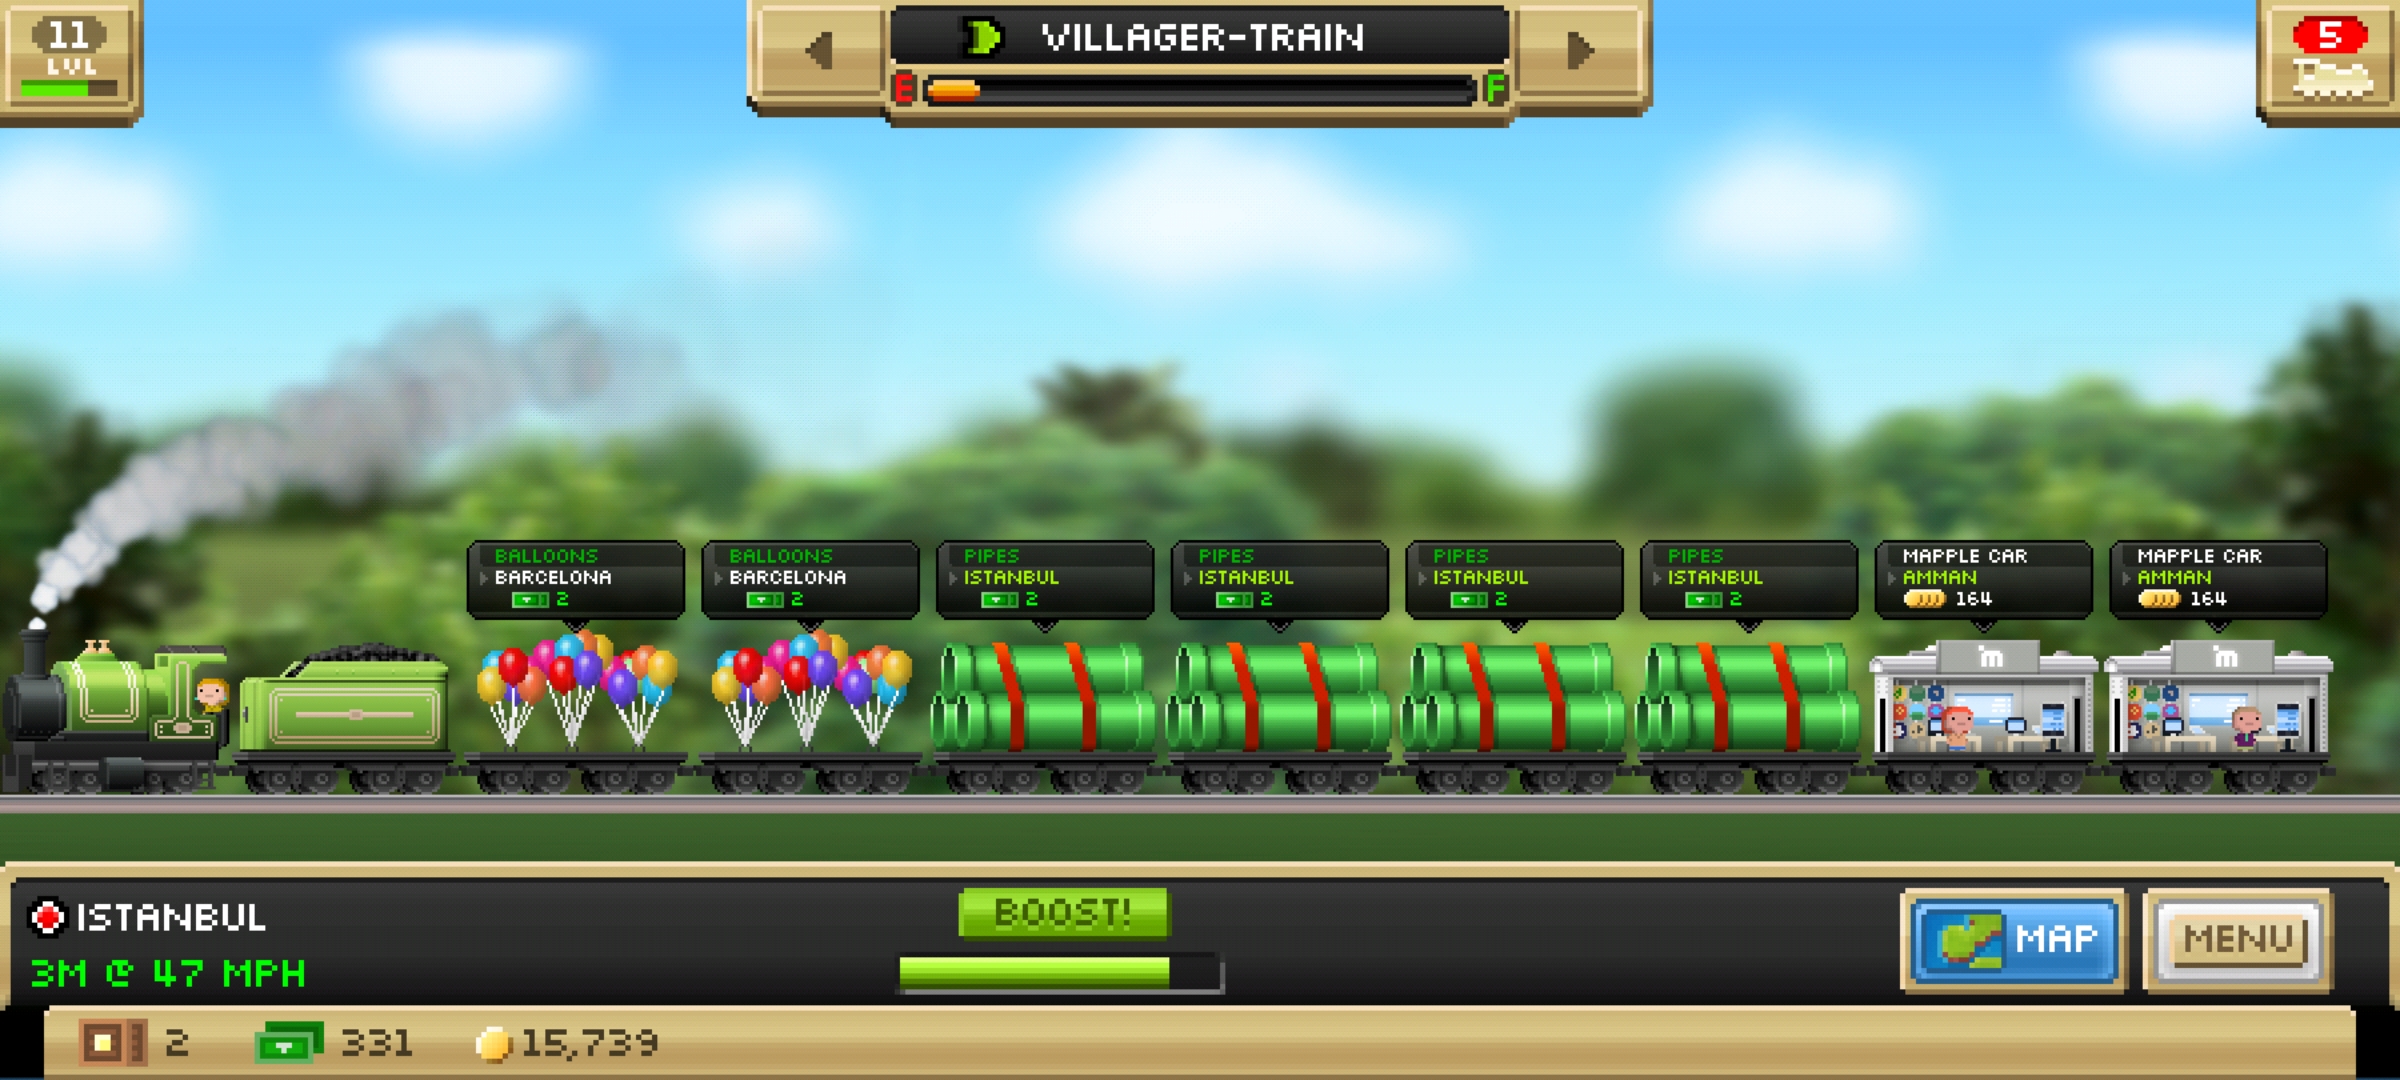 11
LVL
VILLAGER-TRAIN
E F
5
BALLOONS
BARCELONA
2
BALLOONS
BARCELONA
2
PIPES
ISTANBUL
2
PIPES
ISTANBUL
2
PIPES
ISTANBUL
2
PIPES
ISTANBUL
2
MAPPLE CAR
AMMAN
164
MAPPLE CAR
AMMAN
164
m
m
ISTANBUL
3M @ 47 MPH
BOOST!
MAP
MENU
2
331
15,739